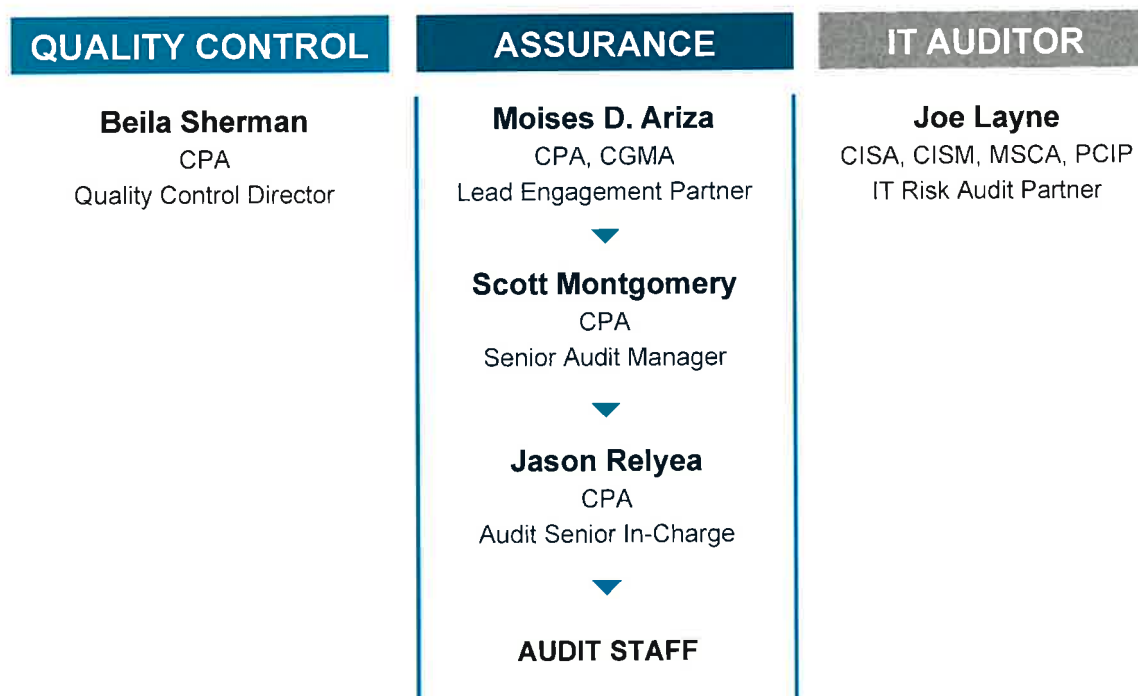 QUALITY CONTROL
Beila Sherman
CPA
Quality Control Director
ASSURANCE
Moises D. Ariza
CPA, CGMA
Lead Engagement Partner
Scott Montgomery
CPA
Senior Audit Manager
Jason Relyea
CPA
Audit Senior In-Charge
AUDIT STAFF
IT AUDITOR
Joe Layne
CISA, CISM, MSCA, PCIP
IT Risk Audit Partner